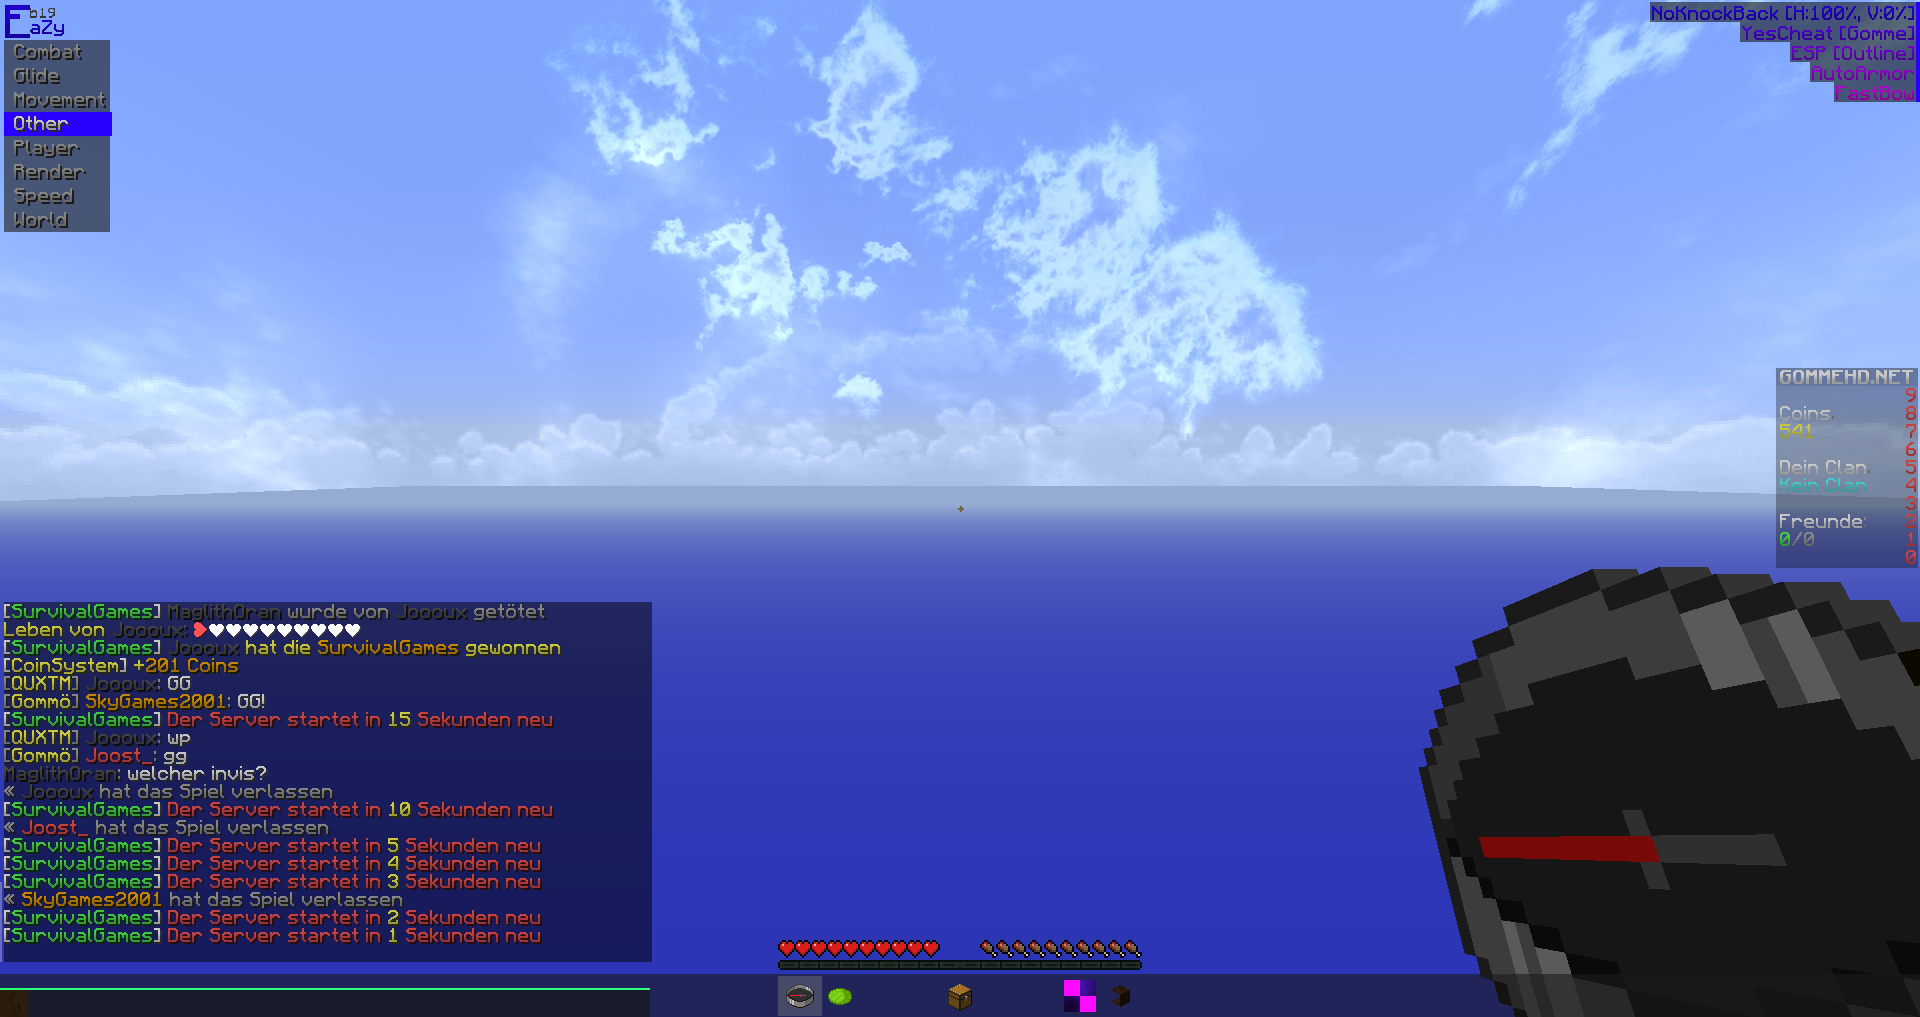 EaZy b19
Combat
Glide
Movement
Other
Player
Render
Speed
World
NoKnockBack [H:100%, V:0%]
YesCheat [Gomme]
ESP [Outline]
AutoArmor
FastBow
GOMMEHD.NET
9
Coins: 8
541 7
6
Dein Clan: 5
Kein Clan 4
3
Freunde: 2
0/0 1
0
[SurvivalGames] MaglithOran wurde von Joooux getötet
Leben von Joooux: ❥♥♥♥♥♥♥♥♥♥
[SurvivalGames] Joooux hat die SurvivalGames gewonnen
[CoinSystem] +201 Coins
[QUXTM] Joooux: GG
[Gommö] SkyGames2001: GG!
[SurvivalGames] Der Server startet in 15 Sekunden neu
[QUXTM] Joooux: wp
[Gommö] Joost_: gg
MaglithOran: welcher invis?
« Joooux hat das Spiel verlassen
[SurvivalGames] Der Server startet in 10 Sekunden neu
« Joost_ hat das Spiel verlassen
[SurvivalGames] Der Server startet in 5 Sekunden neu
[SurvivalGames] Der Server startet in 4 Sekunden neu
[SurvivalGames] Der Server startet in 3 Sekunden neu
« SkyGames2001 hat das Spiel verlassen
[SurvivalGames] Der Server startet in 2 Sekunden neu
[SurvivalGames] Der Server startet in 1 Sekunden neu